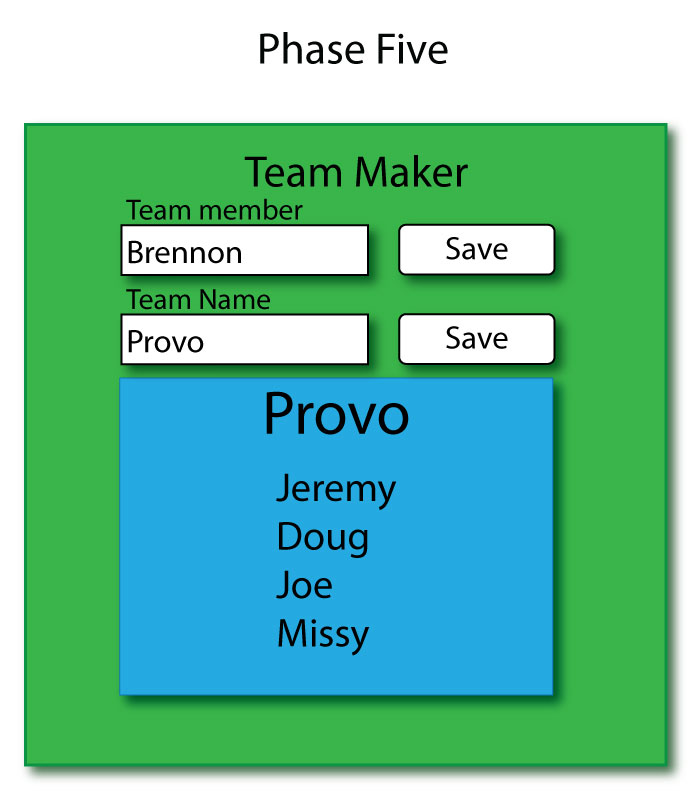 Phase Five
Team Maker
Team member
Brennon
Save
Team Name
Provo
Save
Provo
Jeremy
Doug
Joe
Missy